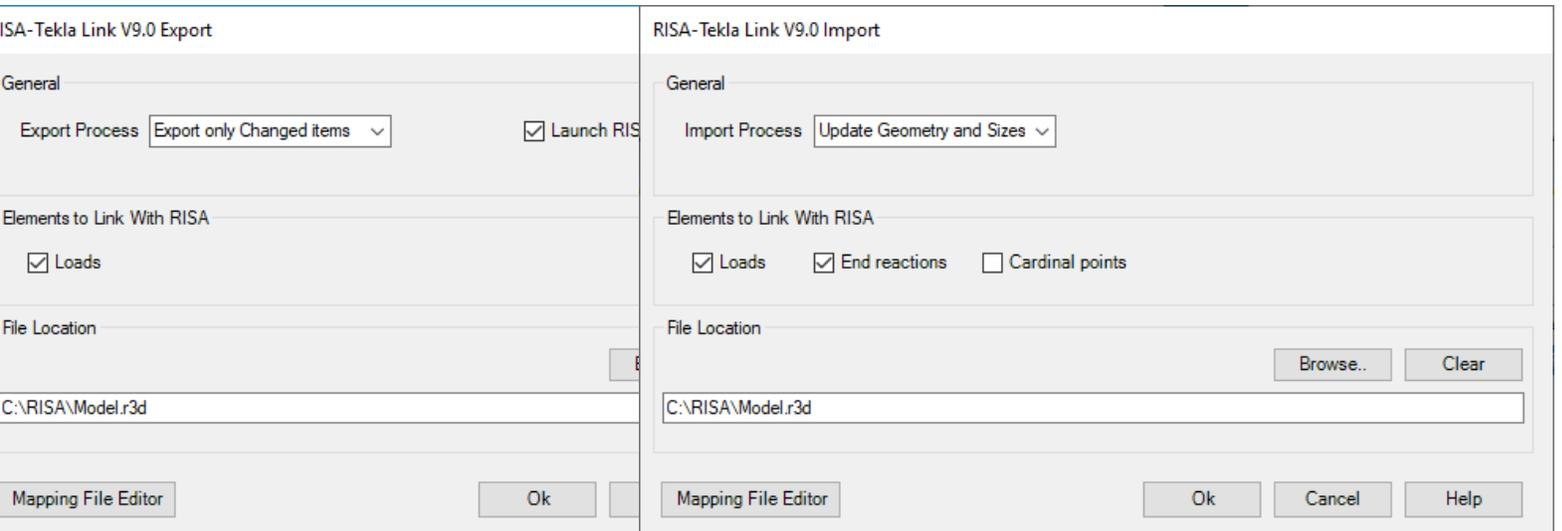 ISA-Tekla Link V9.0 Export
General
Export Process Export only Changed items Launch RIS
Elements to Link With RISA
Loads
File Location
C:\RISA\Model.r3d
Mapping File Editor Ok
RISA-Tekla Link V9.0 Import
General
Import Process Update Geometry and Sizes
Elements to Link With RISA
Loads End reactions Cardinal points
File Location
Browse.. Clear
C:\RISA\Model.r3d
Mapping File Editor Ok Cancel Help